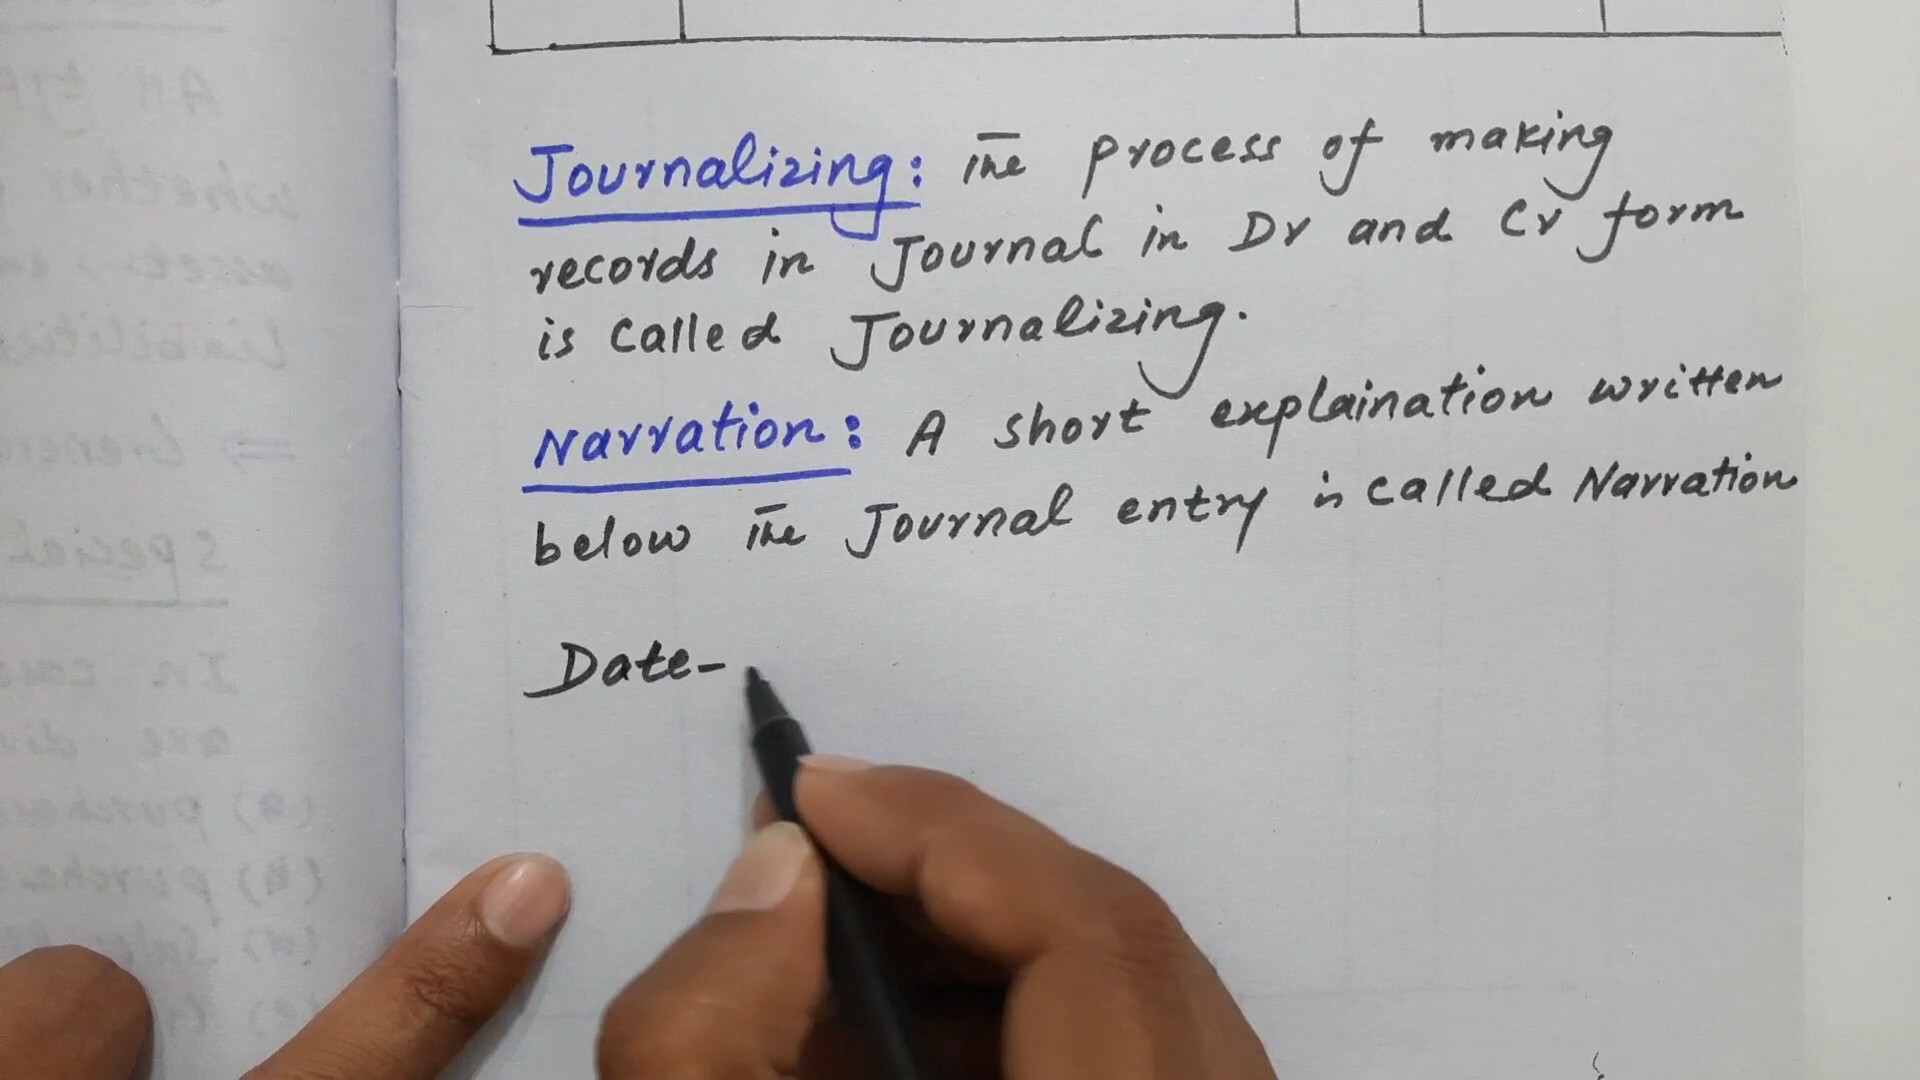 Journalizing: The process of making
records in Journal in Dr and Cr form
is called Journalizing.
Narration: A short explaination written
below the Journal entry is called Narration
Date-